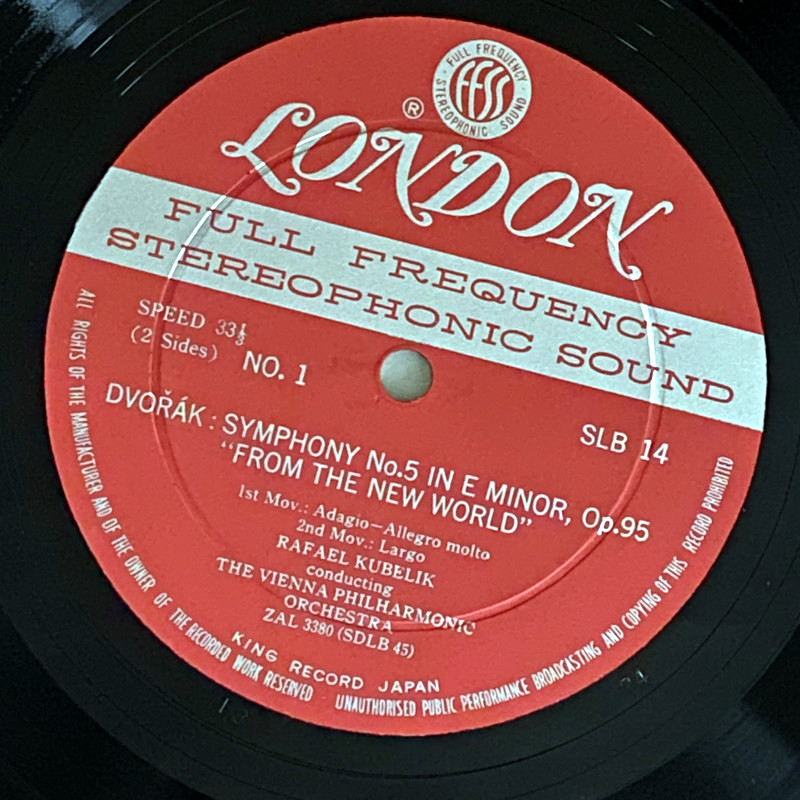 FULL FREQUENCY
STEREOPHONIC SOUND
FFSS
®
LONDON
FULL FREQUENCY
STEREOPHONIC SOUND
SPEED 33⅓
(2 Sides)
NO. 1
SLB 14
DVOŘÁK : SYMPHONY No.5 IN E MINOR, Op.95
“FROM THE NEW WORLD”
1st Mov.: Adagio—Allegro molto
2nd Mov.: Largo
RAFAEL KUBELIK
conducting
THE VIENNA PHILHARMONIC
ORCHESTRA
ZAL 3380 (SDLB 45)
KING RECORD JAPAN
ALL RIGHTS OF THE MANUFACTURER AND OF THE OWNER OF THE RECORDED WORK RESERVED
UNAUTHORISED PUBLIC PERFORMANCE BROADCASTING AND COPYING OF THIS RECORD PROHIBITED